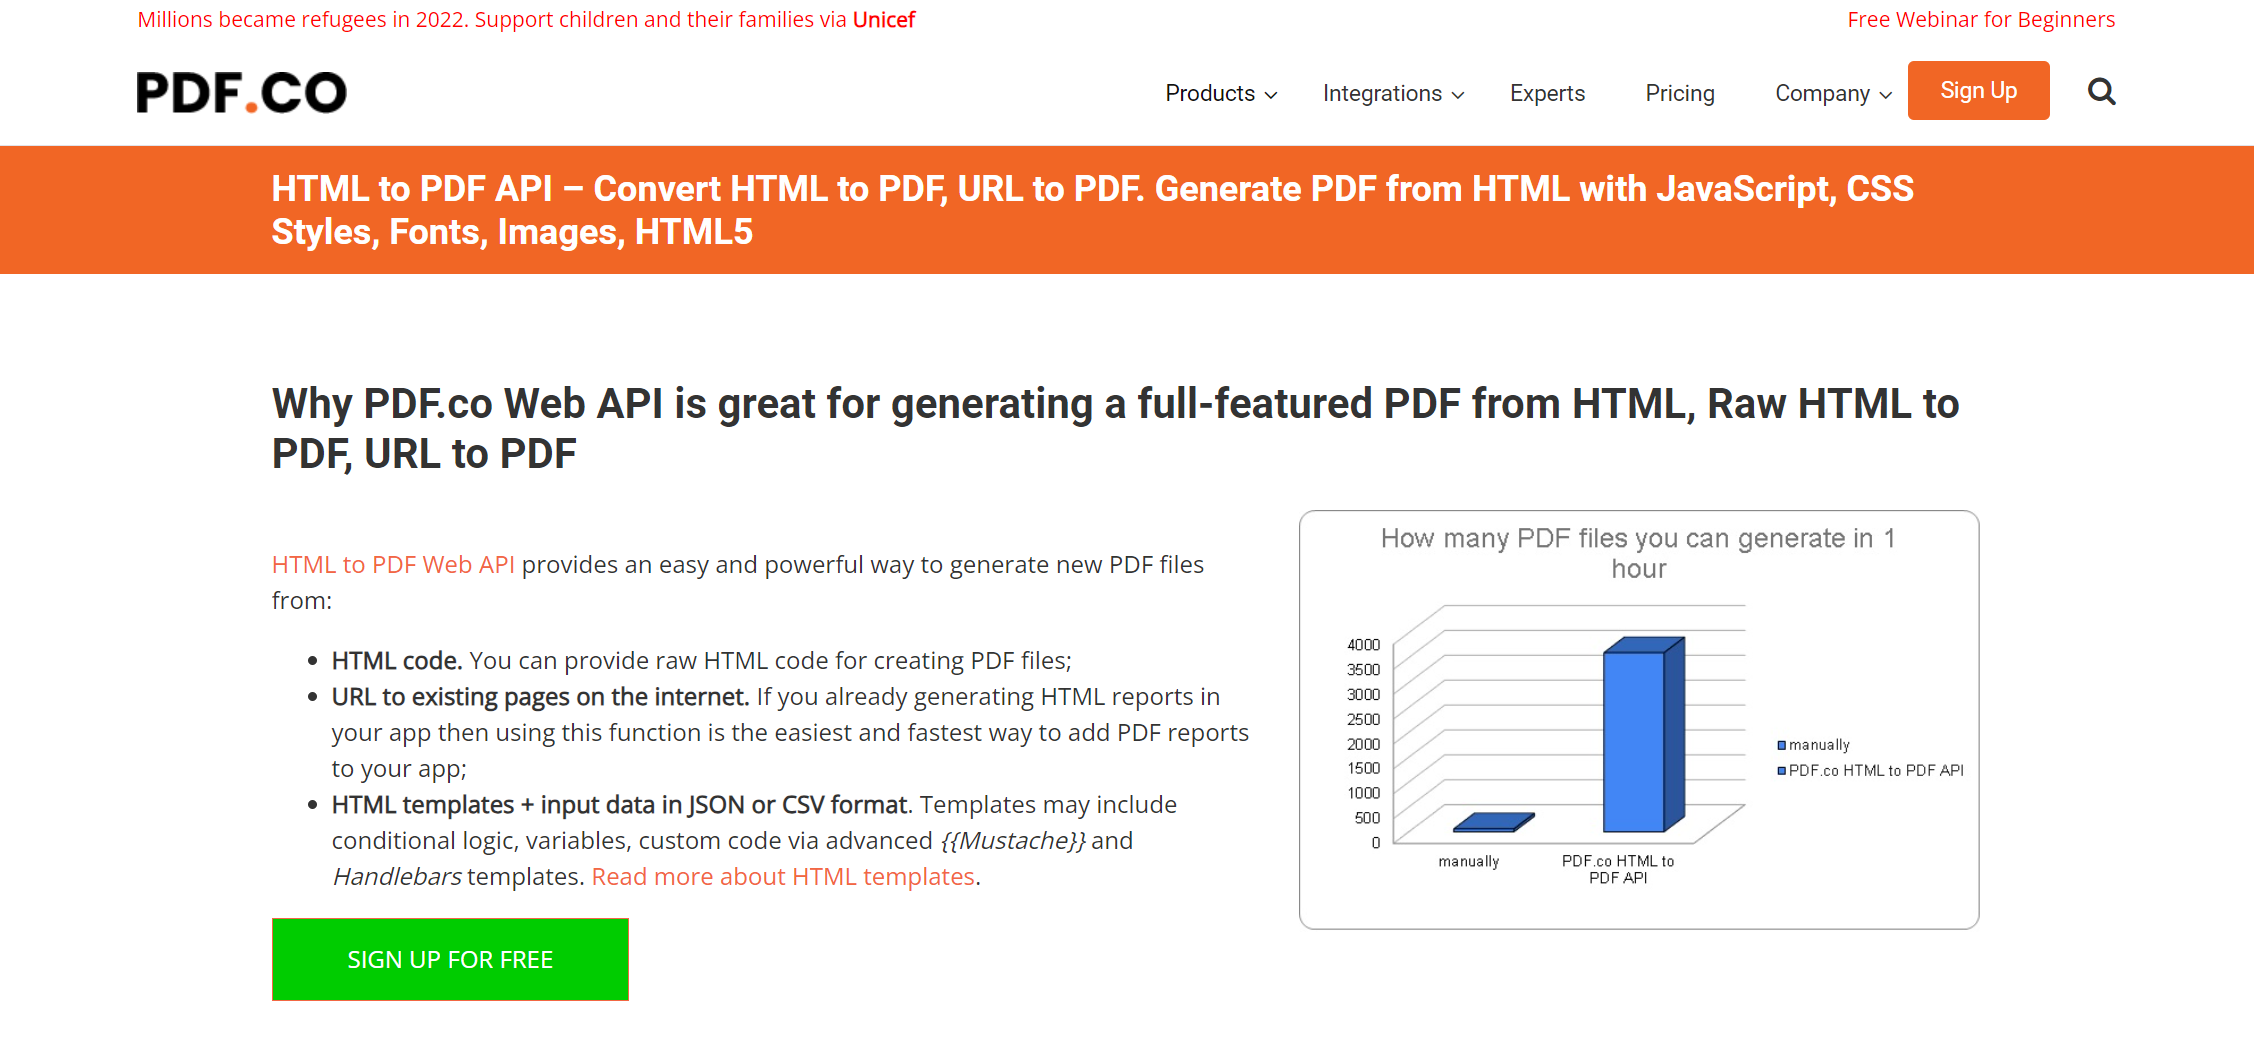 Millions became refugees in 2022. Support children and their families via Unicef
Free Webinar for Beginners
PDF.CO
Products
Integrations
Experts
Pricing
Company
Sign Up
HTML to PDF API – Convert HTML to PDF, URL to PDF. Generate PDF from HTML with JavaScript, CSS
Styles, Fonts, Images, HTML5
Why PDF.co Web API is great for generating a full-featured PDF from HTML, Raw HTML to
PDF, URL to PDF
HTML to PDF Web API provides an easy and powerful way to generate new PDF files
from:
HTML code. You can provide raw HTML code for creating PDF files;
URL to existing pages on the internet. If you already generating HTML reports in
your app then using this function is the easiest and fastest way to add PDF reports
to your app;
HTML templates + input data in JSON or CSV format. Templates may include
conditional logic, variables, custom code via advanced {{Mustache}} and
Handlebars templates. Read more about HTML templates.
SIGN UP FOR FREE
How many PDF files you can generate in 1
hour
4000
3500
3000
2500
2000
1500
1000
500
0
manually
PDF.co HTML to
PDF API
manually
PDF.co HTML to PDF API